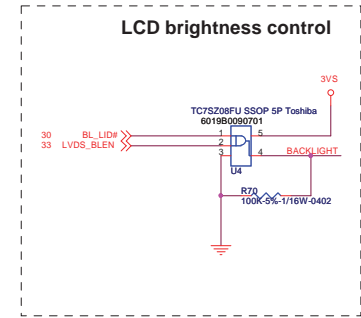 LCD brightness control
3VS
TC7SZ08FU SSOP 5P Toshiba
6019B0090701
30 BL_LID# 1 5
33 LVDS_BLEN 2
3 4 BACKLIGHT
U4
R70
100K-5%-1/16W-0402